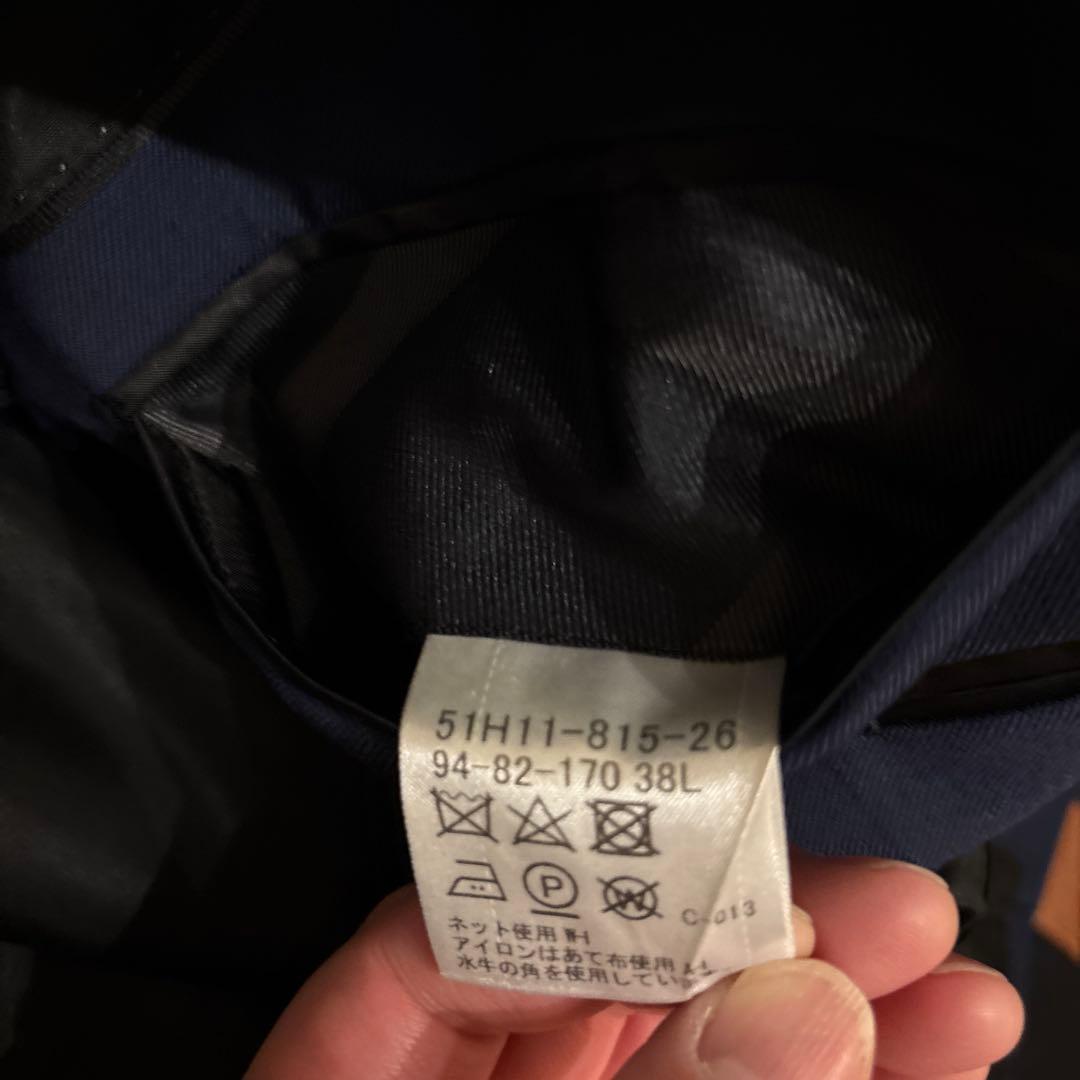 51H11-815-26
94-82-170 38L
P
W
C-013
ネット使用
アイロンはあて布使用
水牛の角を使用してい